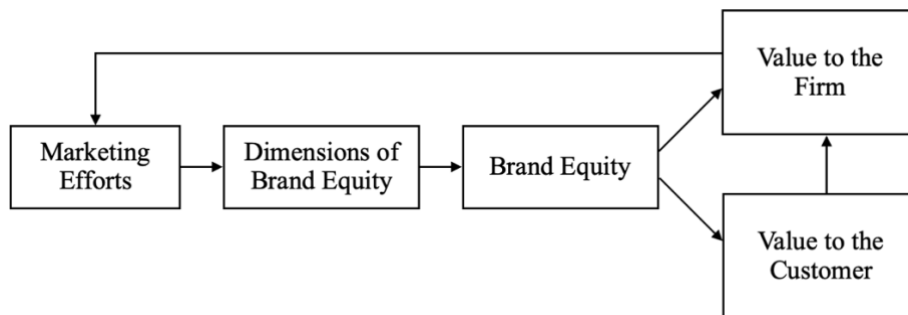 Value to the
Firm
Marketing
Efforts
Dimensions of
Brand Equity
Brand Equity
Value to the
Customer